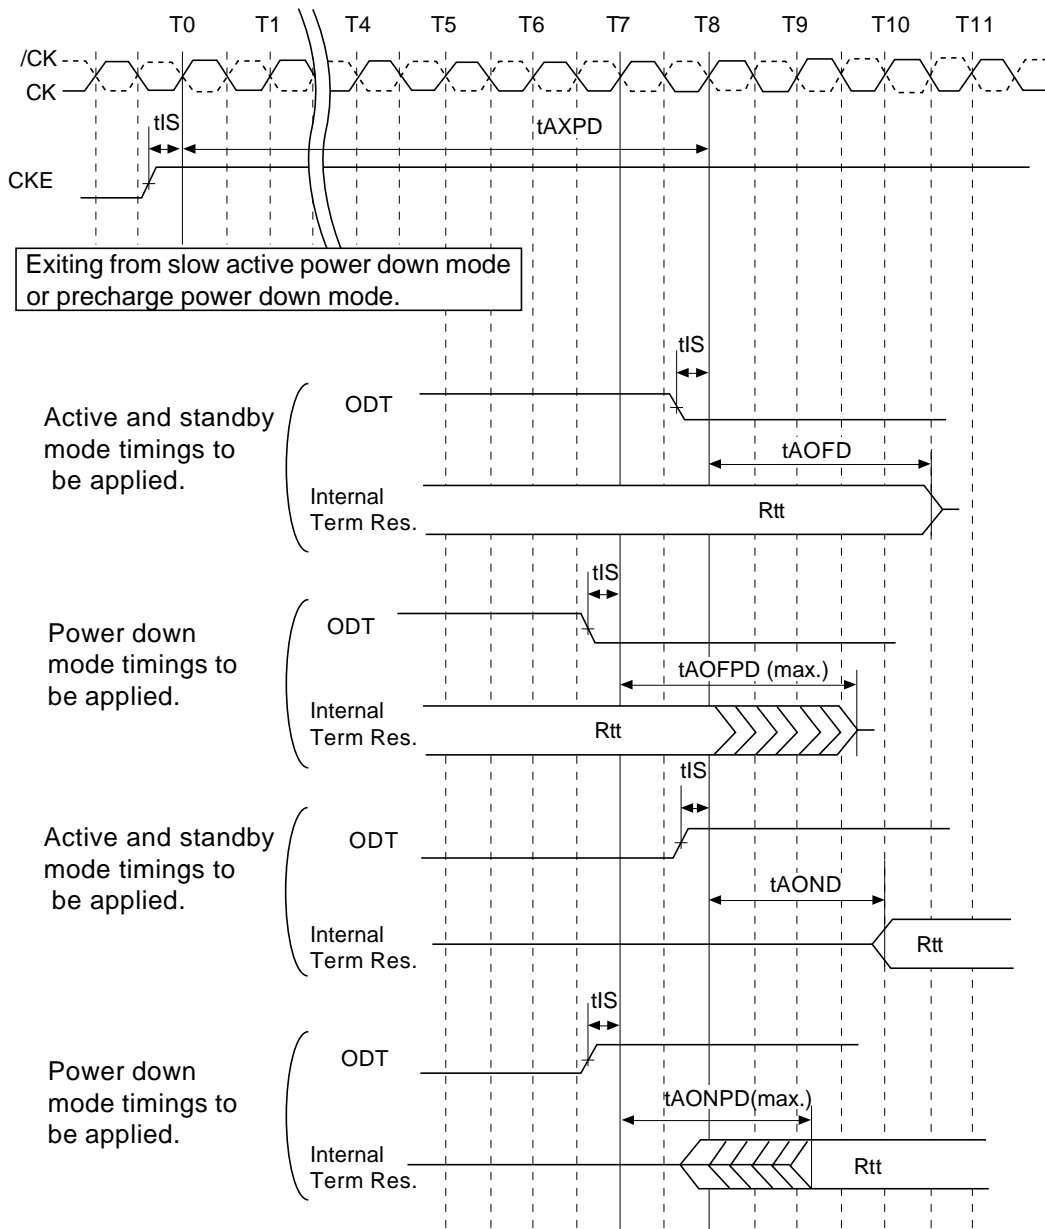 T0 T1 T4 T5 T6 T7 T8 T9 T10 T11
/CK
CK
tIS
tAXPD
CKE
Exiting from slow active power down mode
or precharge power down mode.
tIS
ODT
Active and standby
mode timings to
be applied.
tAOFD
Internal
Term Res.
Rtt
tIS
ODT
Power down
mode timings to
be applied.
tAOFPD (max.)
Internal
Term Res.
Rtt
tIS
ODT
Active and standby
mode timings to
be applied.
tAOND
Internal
Term Res.
Rtt
tIS
ODT
Power down
mode timings to
be applied.
tAONPD(max.)
Internal
Term Res.
Rtt